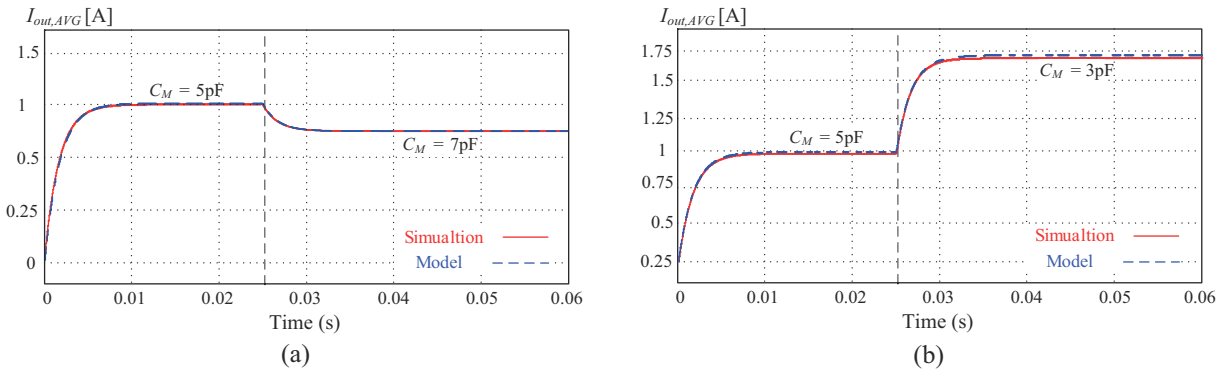 I_out,AVG [A]
1.5
1
0.5
0.25
0
C_M = 5pF
C_M = 7pF
Simualtion
Model
0
0.01
0.02
0.03
0.04
0.05
0.06
Time (s)
(a)
I_out,AVG [A]
1.75
1.5
1.25
1
0.75
0.5
0.25
C_M = 3pF
C_M = 5pF
Simualtion
Model
0
0.01
0.02
0.03
0.04
0.05
0.06
Time (s)
(b)